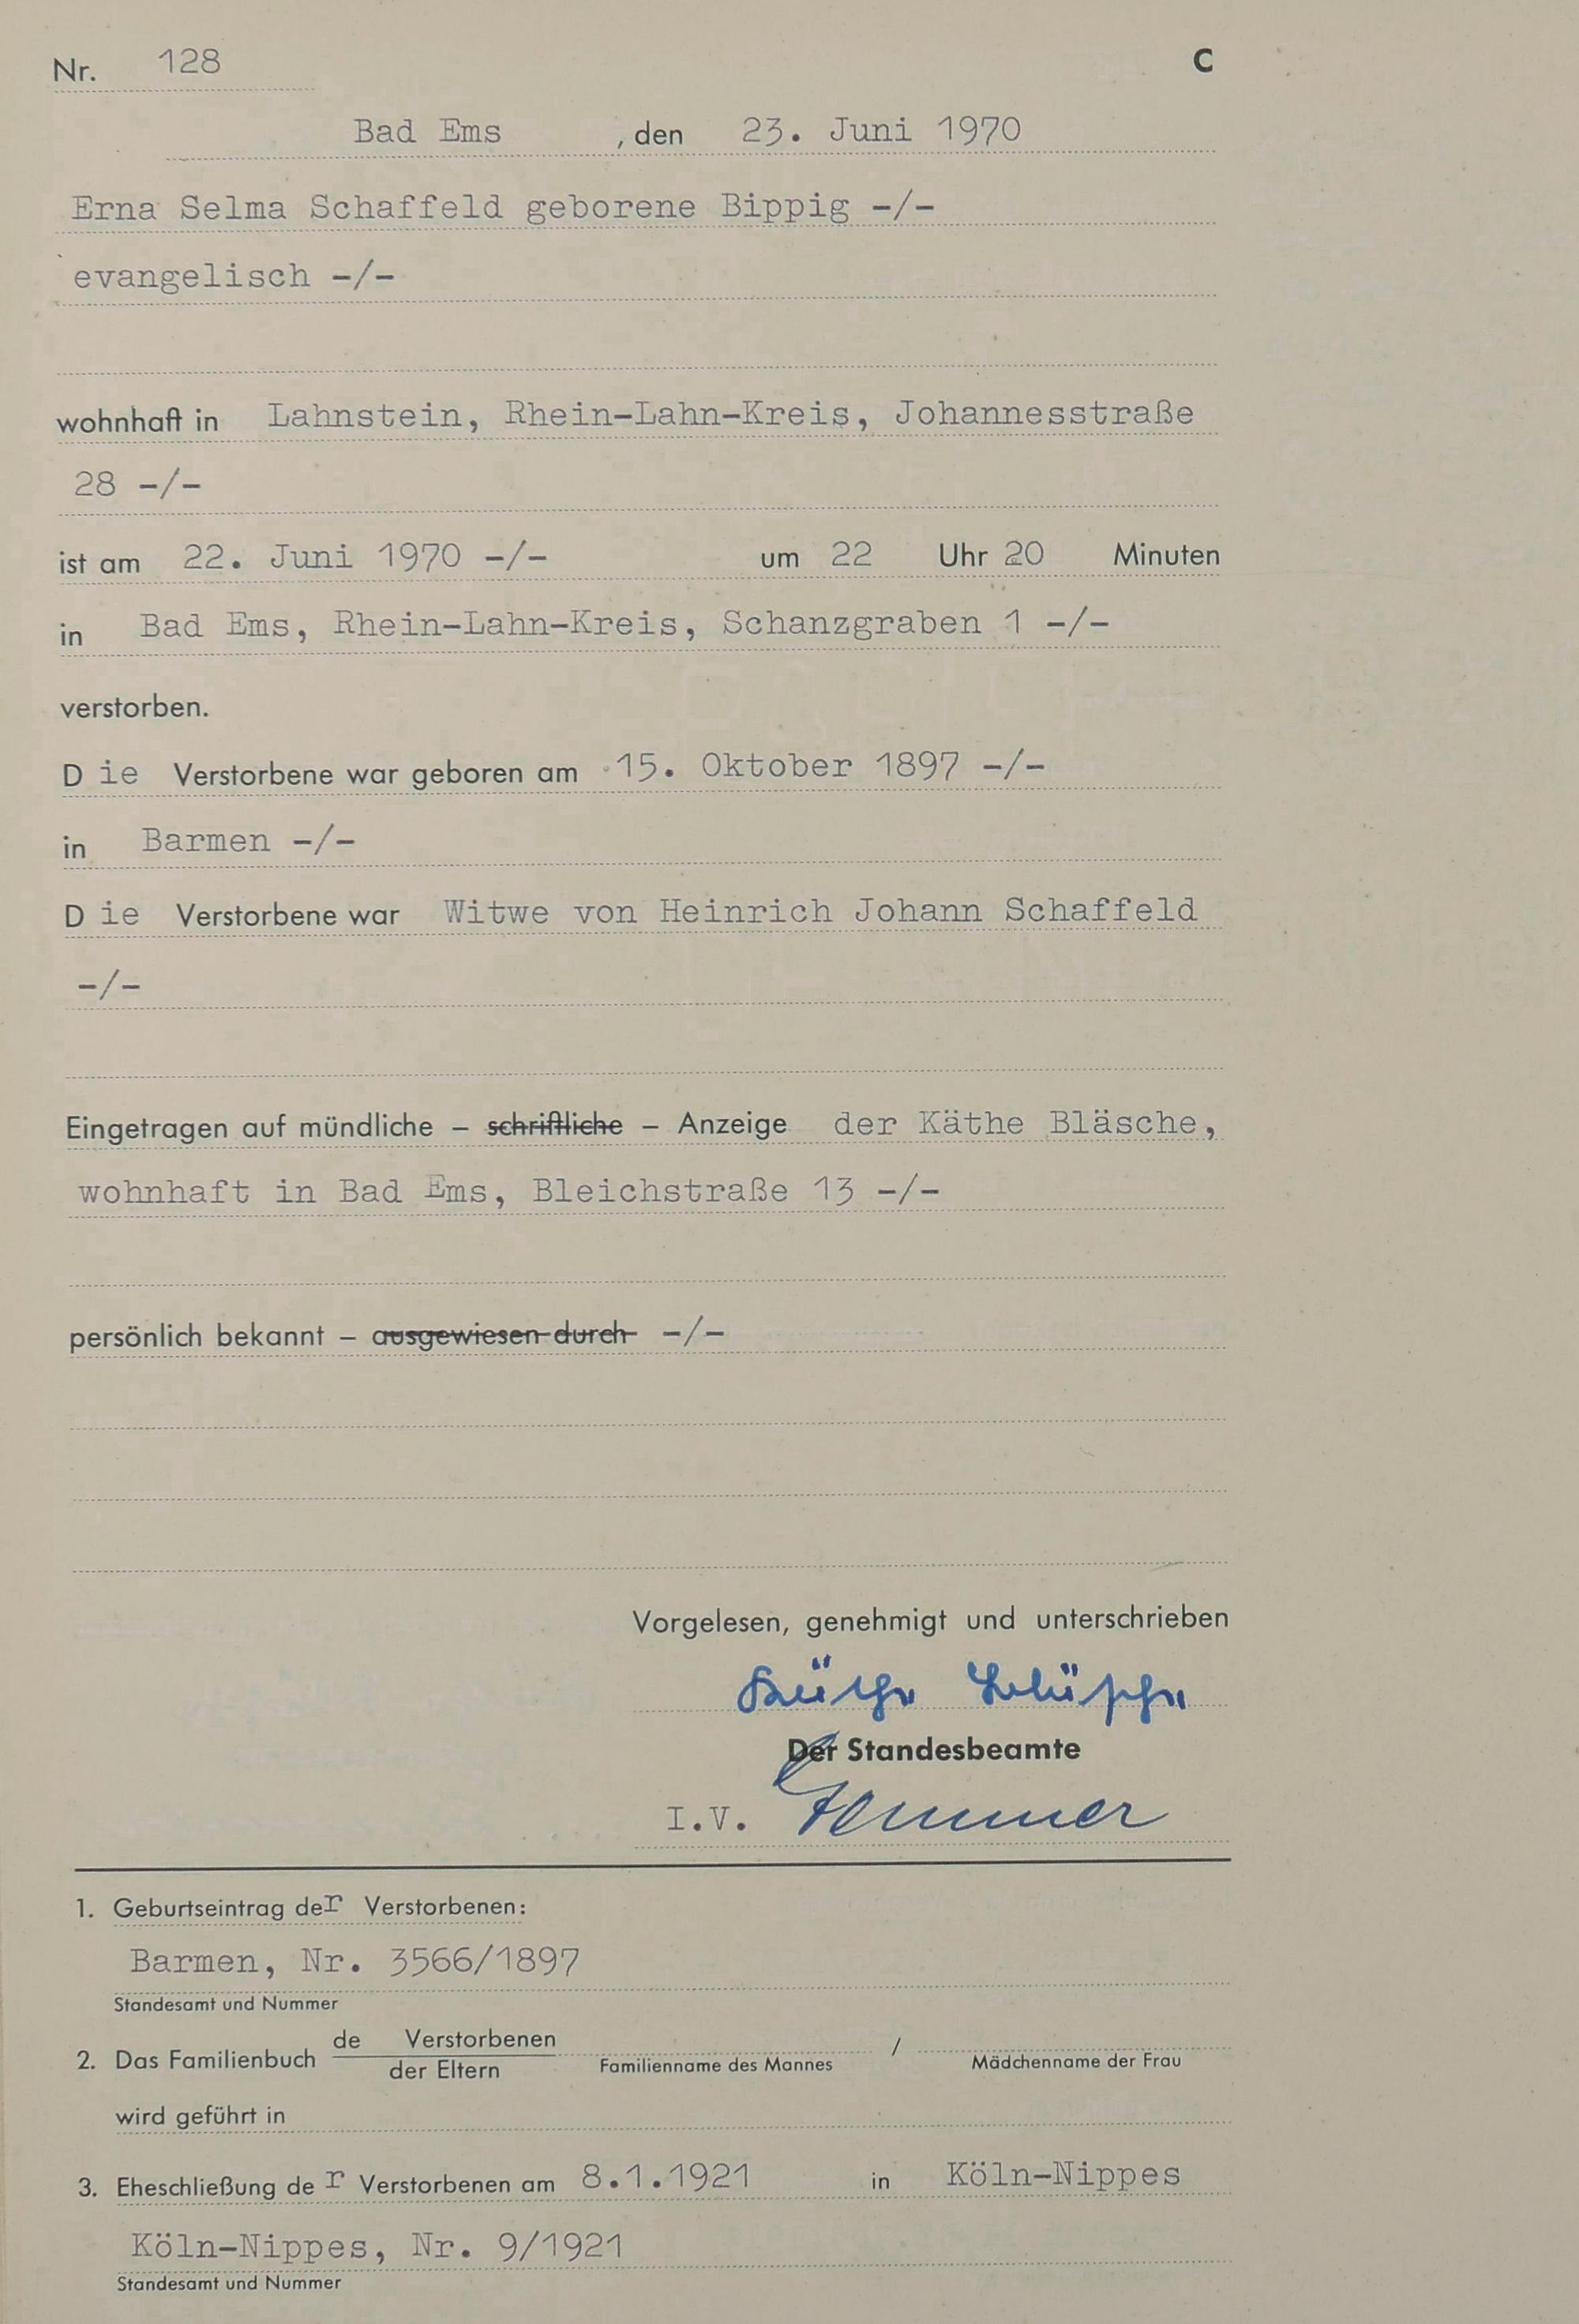 Nr. 128 C
Bad Ems , den 23. Juni 1970
Erna Selma Schaffeld geborene Bippig -/-
evangelisch -/-
wohnhaft in Lahnstein, Rhein-Lahn-Kreis, Johannesstraße
28 -/-
ist am 22. Juni 1970 -/- um 22 Uhr 20 Minuten
in Bad Ems, Rhein-Lahn-Kreis, Schanzgraben 1 -/-
verstorben.
D ie Verstorbene war geboren am 15. Oktober 1897 -/-
in Barmen -/-
D ie Verstorbene war Witwe von Heinrich Johann Schaffeld
-/-
Eingetragen auf mündliche – schriftliche – Anzeige der Käthe Bläsche,
wohnhaft in Bad Ems, Bleichstraße 13 -/-
persönlich bekannt – ausgewiesen durch -/-
Vorgelesen, genehmigt und unterschrieben
Käthe Bläsche
Der Standesbeamte
I.V.
1. Geburtseintrag der Verstorbenen:
Barmen, Nr. 3566/1897
Standesamt und Nummer
2. Das Familienbuch de Verstorbenen / 
der Eltern Familienname des Mannes Mädchenname der Frau
wird geführt in
3. Eheschließung de r Verstorbenen am 8.1.1921 in Köln-Nippes
Köln-Nippes, Nr. 9/1921
Standesamt und Nummer